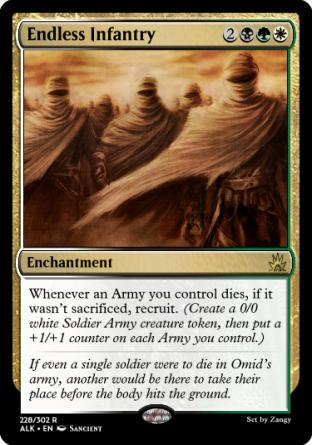 Endless Infantry 2
Enchantment
Whenever an Army you control dies, if it
wasn't sacrificed, recruit. (Create a 0/0
white Soldier Army creature token, then put a
+1/+1 counter on each Army you control.)
If even a single soldier were to die in Omid's
army, another would be there to take their
place before the body hits the ground.
228/302 R Set by Zangy
ALK • EN Sancient